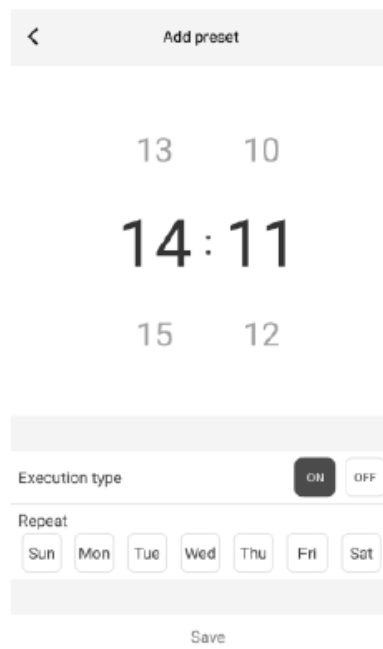 Add preset
13 10
14 : 11
15 12
Execution type ON OFF
Repeat
Sun Mon Tue Wed Thu Fri Sat
Save